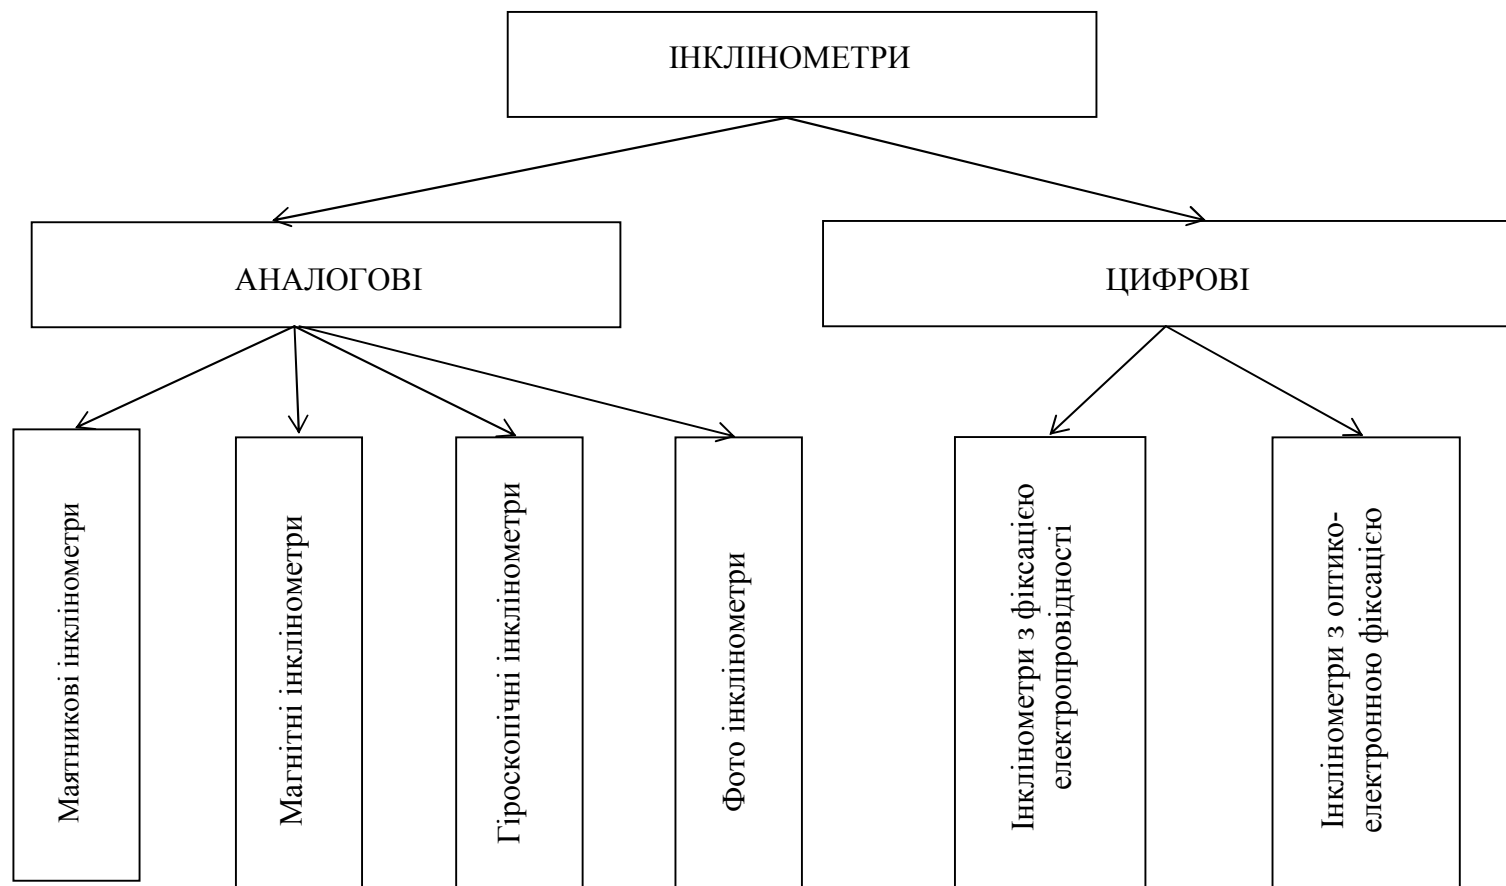 ІНКЛІНОМЕТРИ
АНАЛОГОВІ
ЦИФРОВІ
Маятникові інклінометри
Магнітні інклінометри
Гіроскопічні інклінометри
Фото інклінометри
Інклінометри з фіксацією
електропровідності
Інклінометри з оптико-
електронною фіксацією